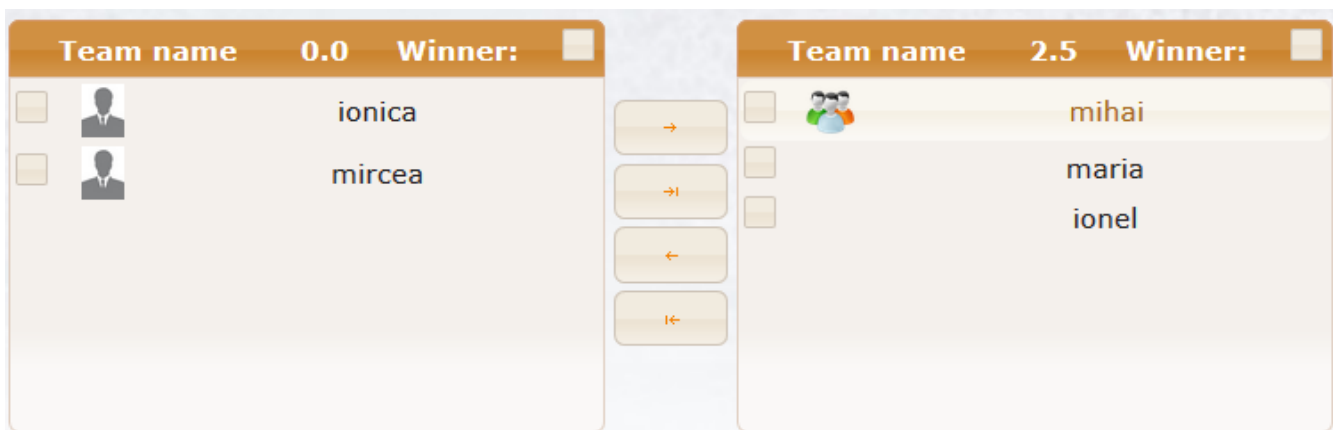 Team name 0.0 Winner:
ionica
mircea
Team name 2.5 Winner:
mihai
maria
ionel